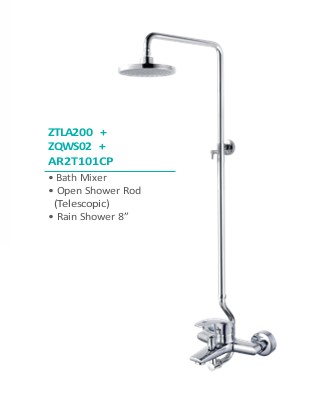 ZTLA200 +
ZQWS02 +
AR2T101CP
• Bath Mixer
• Open Shower Rod
(Telescopic)
• Rain Shower 8”